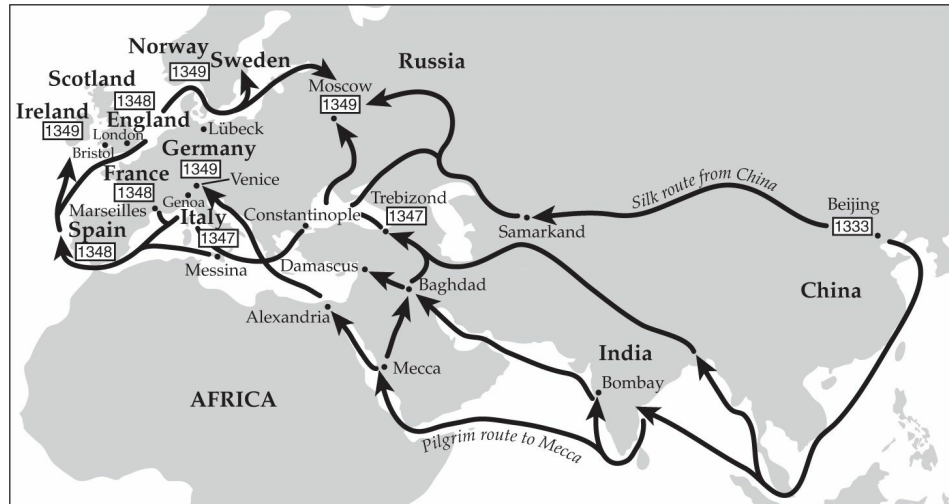 Norway
1349
Sweden
Russia
Scotland
1348
Moscow
1349
Ireland
1349
England
London
Bristol
Lübeck
Germany
1349
France
1348
Venice
Genoa
Marseilles
Italy
1347
Spain
1348
Messina
Constantinople
Trebizond
1347
Samarkand
Silk route from China
Beijing
1333
Damascus
Baghdad
China
Alexandria
Mecca
India
Bombay
AFRICA
Pilgrim route to Mecca